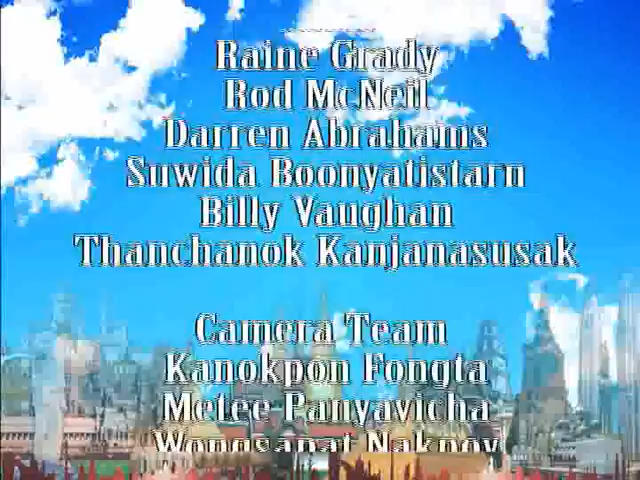 Raine Grady
Rod McNeil
Darren Abrahams
Suwida Boonyatistarn
Billy Vaughan
Thanchanok Kanjanasusak
Camera Team
Kanokpon Fongta
Metee Panyavicha